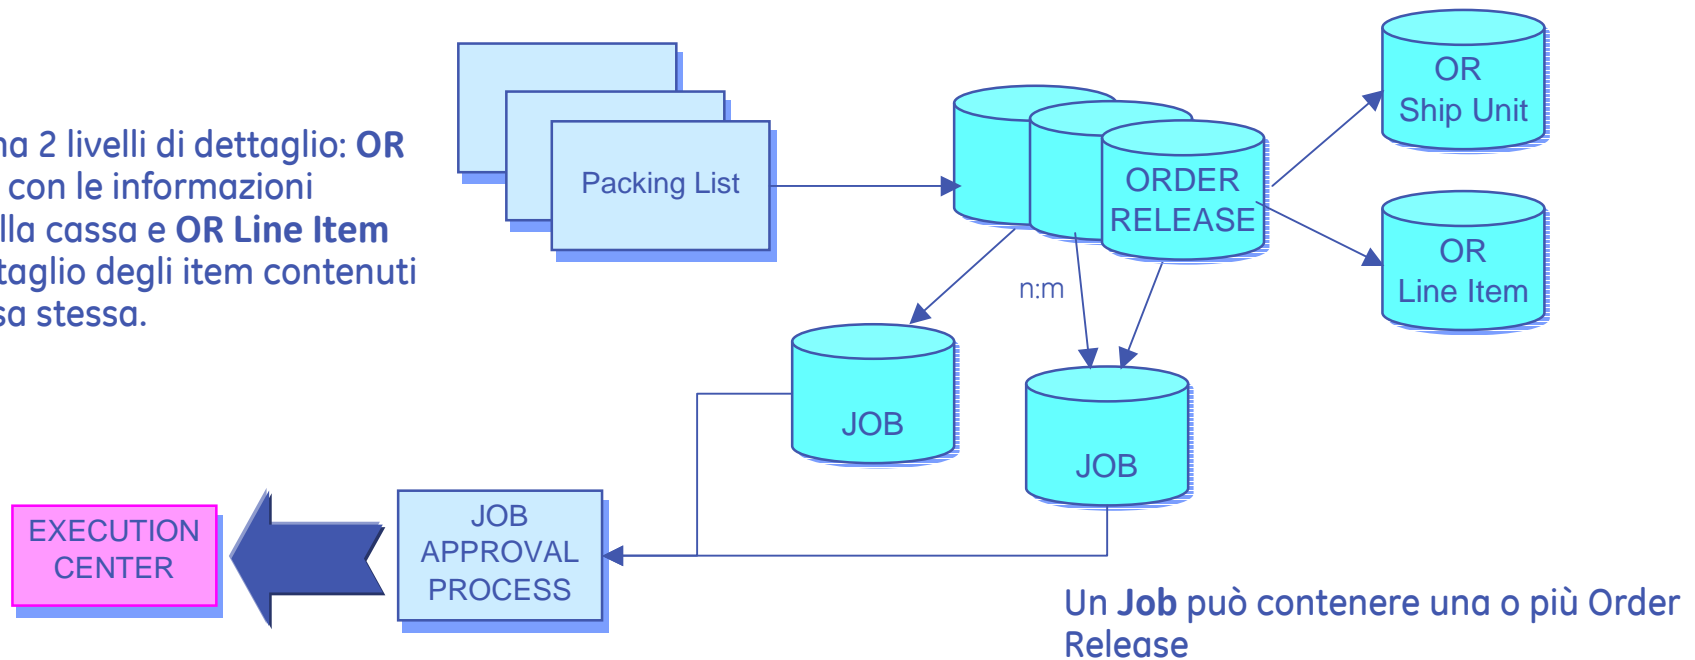 OR
Ship Unit
ha 2 livelli di dettaglio: OR
con le informazioni
lla cassa e OR Line Item
taglio degli item contenuti
sa stessa.
Packing List
ORDER
RELEASE
OR
Line Item
n:m
JOB
JOB
EXECUTION
CENTER
JOB
APPROVAL
PROCESS
Un Job può contenere una o più Order
Release